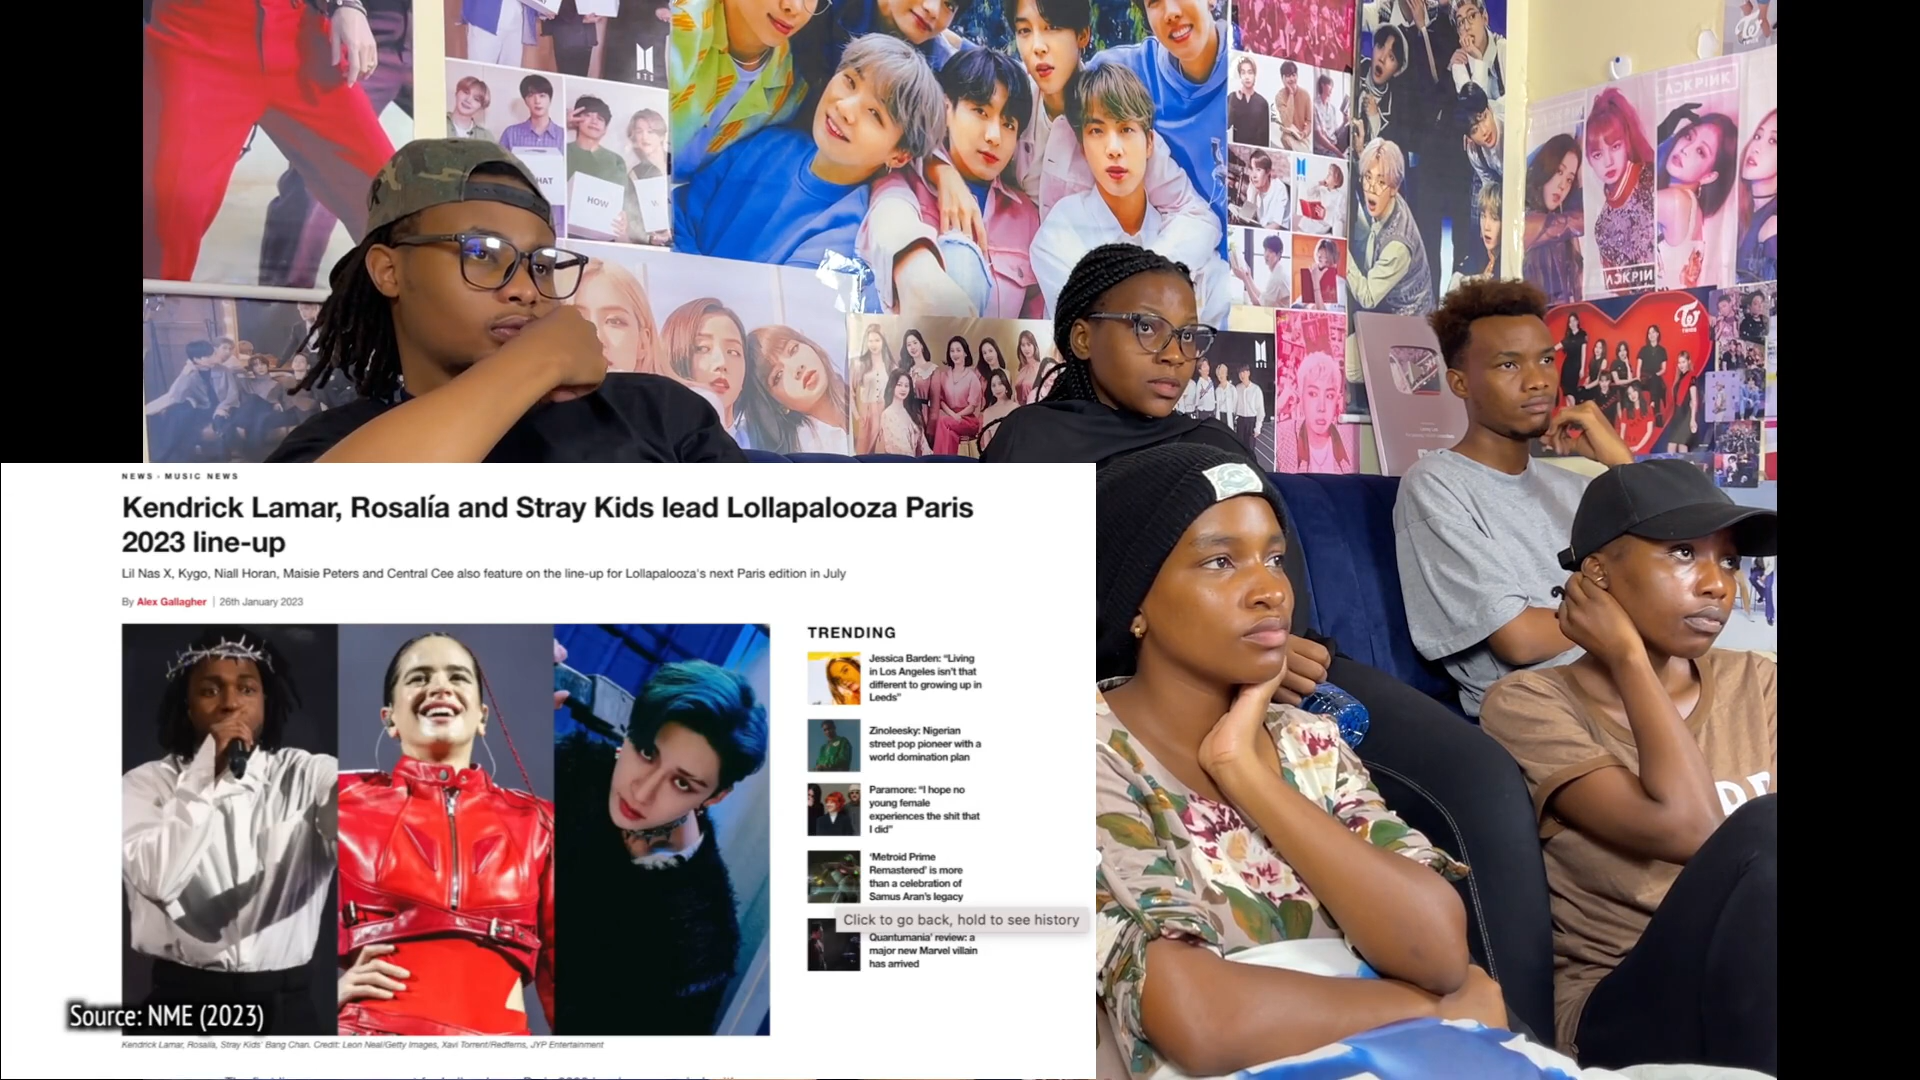 BTS
HAT
HOW
TWICE
BLACKPINK
TWICE
NEWS › MUSIC NEWS
Kendrick Lamar, Rosalía and Stray Kids lead Lollapalooza Paris
2023 line-up
Lil Nas X, Kygo, Niall Horan, Maisie Peters and Central Cee also feature on the line-up for Lollapalooza's next Paris edition in July
By Alex Gallagher | 26th January 2023
TRENDING
Jessica Barden: “Living
in Los Angeles isn’t that
different to growing up in
Leeds”
Zinoleesky: Nigerian
street pop pioneer with a
world domination plan
Paramore: “I hope no
young female
experiences the shit that
I did”
‘Metroid Prime
Remastered’ is more
than a celebration of
Samus Aran’s legacy
Click to go back, hold to see history
Quantumania’ review: a
major new Marvel villain
has arrived
Source: NME (2023)
Kendrick Lamar, Rosalía, Stray Kids' Bang Chan. Credit: Leon Neal/Getty Images, Xavi Torrent/Redferns, JYP Entertainment